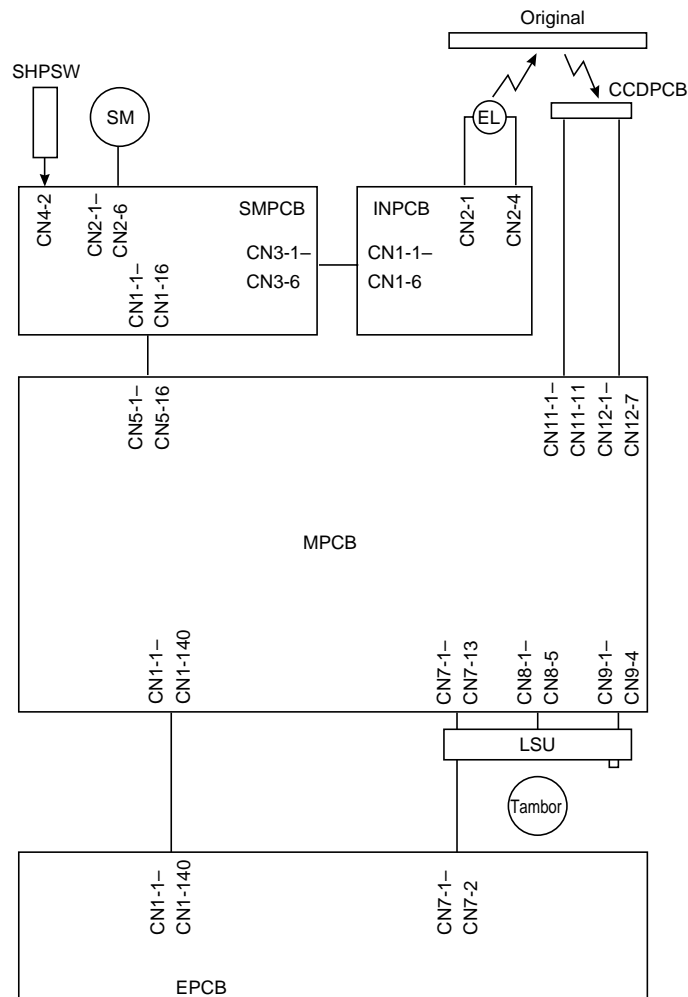 Original
SHPSW
CCDPCB
SM
EL
CN4-2
CN2-1–
CN2-6
SMPCB
INPCB
CN2-1
CN2-4
CN3-1–
CN3-6
CN1-1–
CN1-6
CN1-1–
CN1-16
CN5-1–
CN5-16
CN11-1–
CN11-11
CN12-1–
CN12-7
MPCB
CN1-1–
CN1-140
CN7-1–
CN7-13
CN8-1–
CN8-5
CN9-1–
CN9-4
LSU
Tambor
CN1-1–
CN1-140
CN7-1–
CN7-2
EPCB